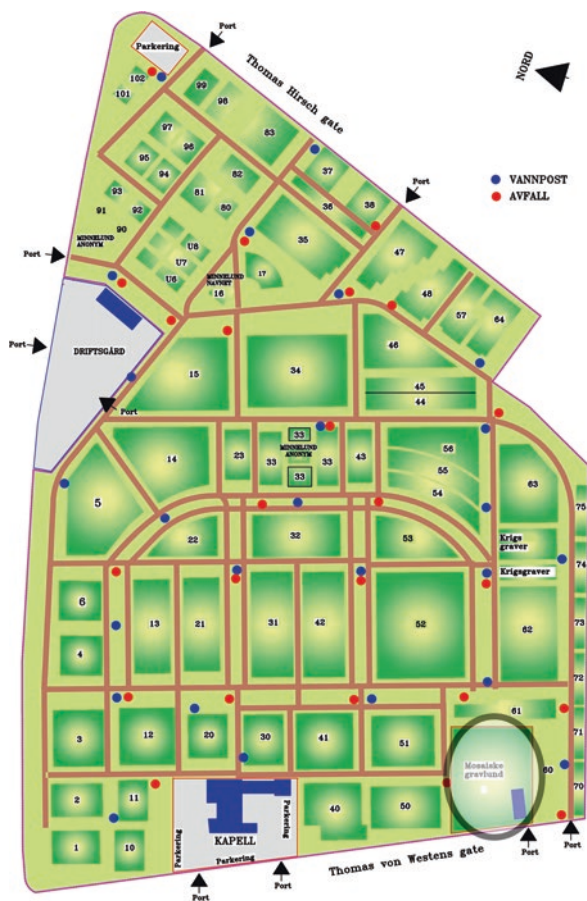 Port
Parkering
NORD
Thomas Hirsch gate
102
101
99
98
97
96
83
VANNPOST
AVFALL
95
94
37
82
93
81
36
38
Port
92
91
80
90
MINNELUND
ANONYM
U8
35
47
Port
U7
MINNELUND
NAVNET
17
U6
16
48
57
64
DRIFTSGÅRD
Port
46
15
34
45
44
Port
14
23
33
MINNELUND
ANONYM
33
33
33
43
56
55
54
63
5
75
22
32
53
Krigs
graver
74
Krigsgraver
6
13
21
31
42
52
62
4
73
72
61
3
12
20
30
41
51
71
Mosaiske
gravlund
60
2
11
70
40
50
1
10
KAPELL
Parkering
Parkering
Parkering
Thomas von Westens gate
Port
Port
Port
Port